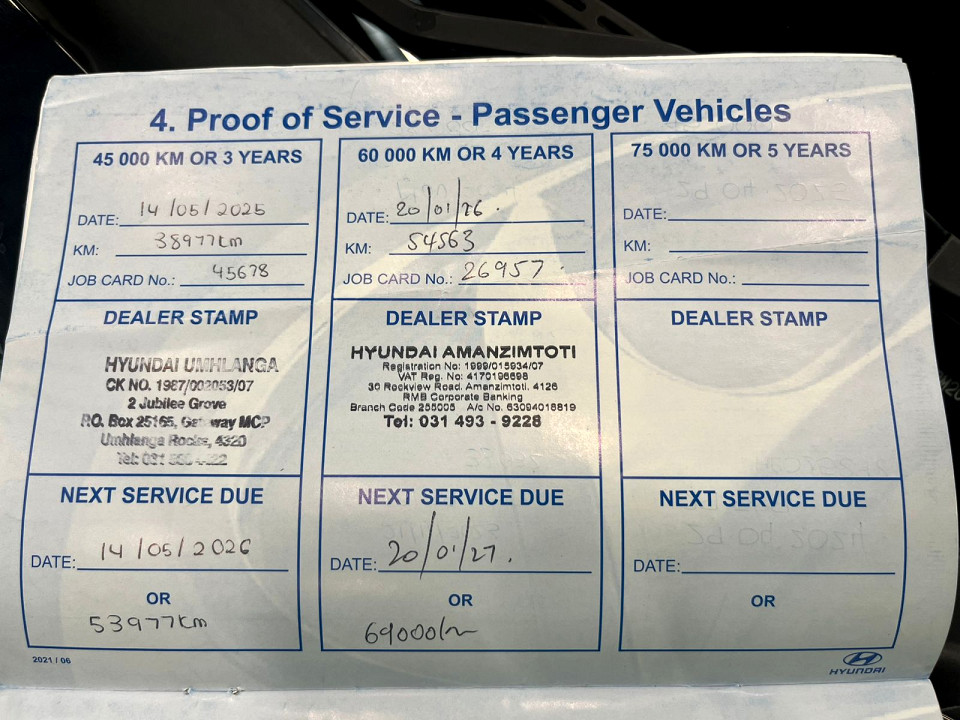 4. Proof of Service - Passenger Vehicles
45 000 KM OR 3 YEARS
DATE: 14/05/2025
KM: 38977km
JOB CARD No.: 45678
DEALER STAMP
HYUNDAI UMHLANGA
CK NO. 1987/002053/07
2 Jubilee Grove
P.O. Box 25165, Gateway MCP
Umhlanga Rocks, 4320
Tel: 031
NEXT SERVICE DUE
DATE: 14/05/2026
OR
53977km
60 000 KM OR 4 YEARS
DATE: 20/01/26.
KM: 54563
JOB CARD No.: 26957
DEALER STAMP
HYUNDAI AMANZIMTOTI
Registration No: 1999/015934/07
VAT Reg. No: 4170196698
30 Rockview Road. Amanzimtoti. 4126
RMB Corporate Banking
Branch Code 255005 A/c No. 63094016819
Tel: 031 493 - 9228
NEXT SERVICE DUE
DATE: 20/01/27.
OR
69000km
75 000 KM OR 5 YEARS
DATE:
KM:
JOB CARD No.:
DEALER STAMP
NEXT SERVICE DUE
DATE:
OR
2021 / 06
HYUNDAI